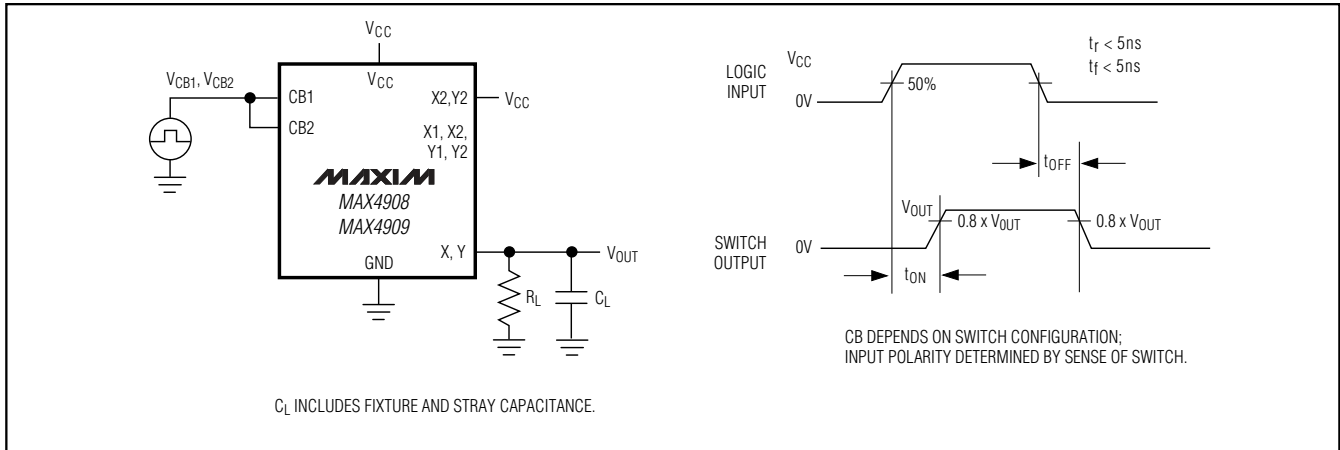 VCC
VCB1, VCB2
VCC
CB1
X2,Y2
VCC
CB2
X1, X2,
Y1, Y2
MAXIM
MAX4908
MAX4909
X, Y
VOUT
GND
RL
CL
CL INCLUDES FIXTURE AND STRAY CAPACITANCE.
tr < 5ns
tf < 5ns
LOGIC
INPUT
VCC
50%
0V
tOFF
VOUT
0.8 x VOUT
0.8 x VOUT
SWITCH
OUTPUT
0V
tON
CB DEPENDS ON SWITCH CONFIGURATION;
INPUT POLARITY DETERMINED BY SENSE OF SWITCH.